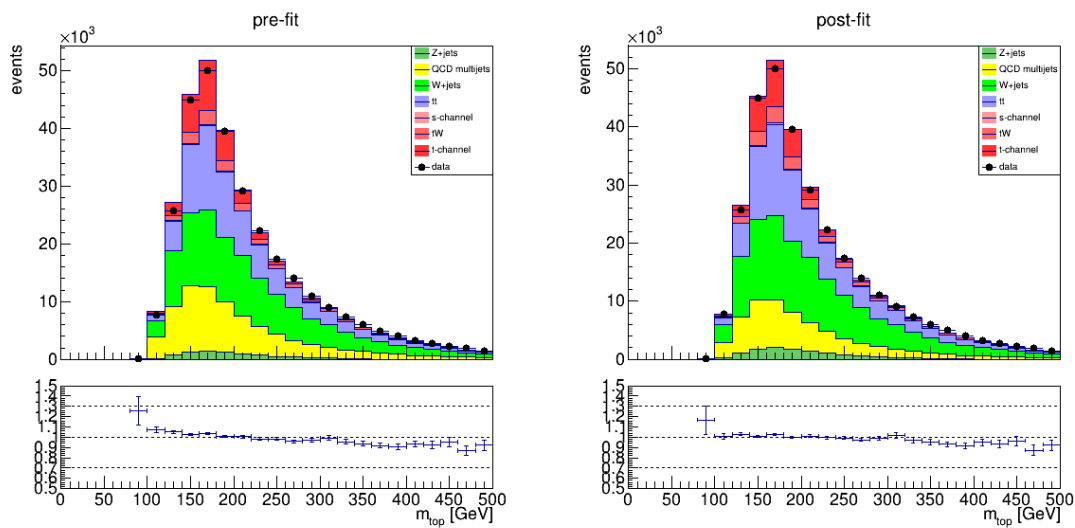 pre-fit
×10³
events
50
40
30
20
10
0
Z+jets
QCD multijets
W+jets
tt
s-channel
tW
t-channel
data
1.5
1.4
1.3
1.2
1.1
1.0
0.9
0.8
0.7
0.6
0.5
0 50 100 150 200 250 300 350 400 450 500
m_top [GeV]
post-fit
×10³
events
50
40
30
20
10
0
Z+jets
QCD multijets
W+jets
tt
s-channel
tW
t-channel
data
1.5
1.4
1.3
1.2
1.1
1.0
0.9
0.8
0.7
0.6
0.5
0 50 100 150 200 250 300 350 400 450 500
m_top [GeV]